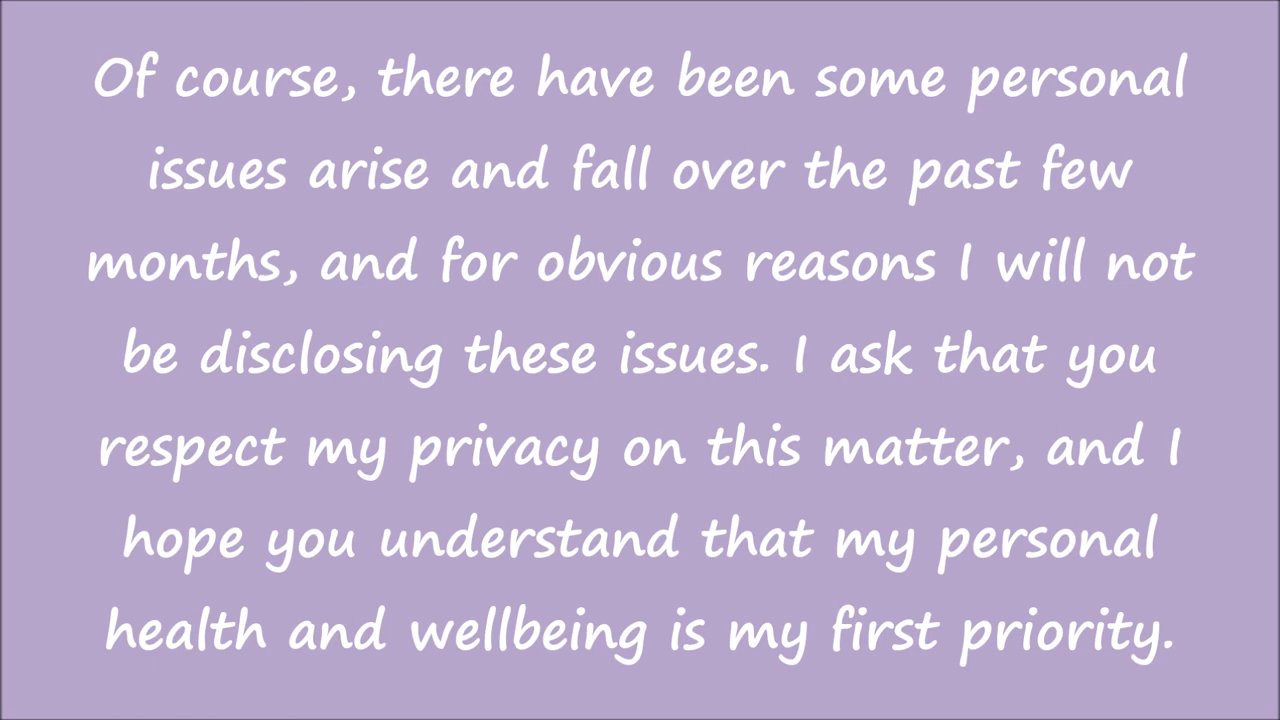 Of course, there have been some personal
issues arise and fall over the past few
months, and for obvious reasons I will not
be disclosing these issues. I ask that you
respect my privacy on this matter, and I
hope you understand that my personal
health and wellbeing is my first priority.